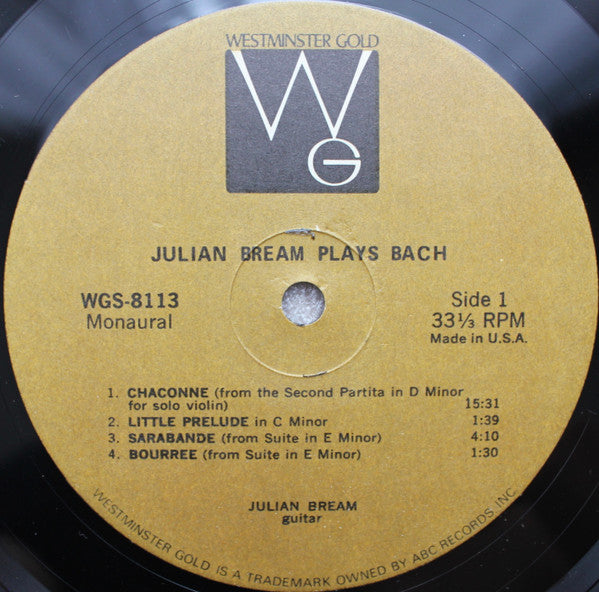 WESTMINSTER GOLD
WG
JULIAN BREAM PLAYS BACH
WGS-8113
Monaural
Side 1
33⅓ RPM
Made in U.S.A.
1. CHACONNE (from the Second Partita in D Minor
for solo violin) 15:31
2. LITTLE PRELUDE in C Minor 1:39
3. SARABANDE (from Suite in E Minor) 4:10
4. BOURREE (from Suite in E Minor) 1:30
JULIAN BREAM
guitar
WESTMINSTER GOLD IS A TRADEMARK OWNED BY ABC RECORDS INC.